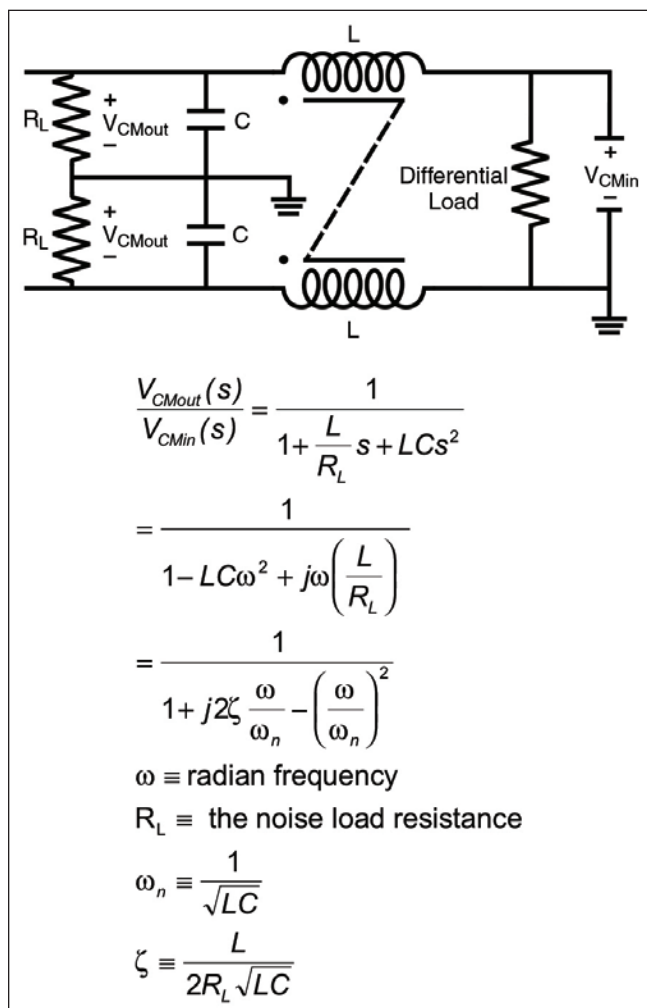 L
R_L
+
V_CMout
−
C
Differential
Load
+
V_CMin
−
R_L
+
V_CMout
−
C
L
V_CMout(s) / V_CMin(s) = 1 / (1 + (L / R_L) s + LCs²)
= 1 / (1 − LCω² + jω(L / R_L))
= 1 / (1 + j2ζ (ω / ω_n) − (ω / ω_n)²)
ω ≡ radian frequency
R_L ≡ the noise load resistance
ω_n ≡ 1 / √LC
ζ ≡ L / (2R_L √LC)